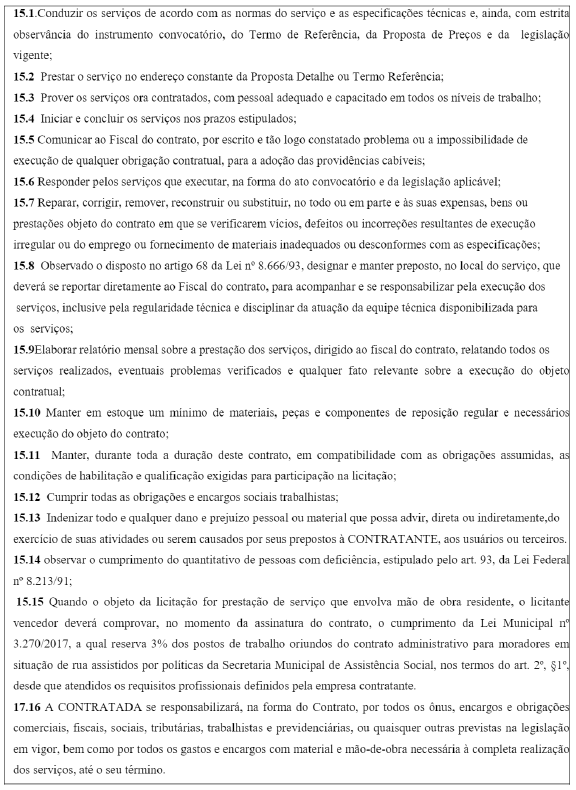 15.1.Conduzir os serviços de acordo com as normas do serviço e as especificações técnicas e, ainda, com estrita
observância do instrumento convocatório, do Termo de Referência, da Proposta de Preços e da legislação
vigente;
15.2 Prestar o serviço no endereço constante da Proposta Detalhe ou Termo Referência;
15.3 Prover os serviços ora contratados, com pessoal adequado e capacitado em todos os níveis de trabalho;
15.4 Iniciar e concluir os serviços nos prazos estipulados;
15.5 Comunicar ao Fiscal do contrato, por escrito e tão logo constatado problema ou a impossibilidade de
execução de qualquer obrigação contratual, para a adoção das providências cabíveis;
15.6 Responder pelos serviços que executar, na forma do ato convocatório e da legislação aplicável;
15.7 Reparar, corrigir, remover, reconstruir ou substituir, no todo ou em parte e às suas expensas, bens ou
prestações objeto do contrato em que se verificarem vícios, defeitos ou incorreções resultantes de execução
irregular ou do emprego ou fornecimento de materiais inadequados ou desconformes com as especificações;
15.8 Observado o disposto no artigo 68 da Lei nº 8.666/93, designar e manter preposto, no local do serviço, que
deverá se reportar diretamente ao Fiscal do contrato, para acompanhar e se responsabilizar pela execução dos
serviços, inclusive pela regularidade técnica e disciplinar da atuação da equipe técnica disponibilizada para
os serviços;
15.9Elaborar relatório mensal sobre a prestação dos serviços, dirigido ao fiscal do contrato, relatando todos os
serviços realizados, eventuais problemas verificados e qualquer fato relevante sobre a execução do objeto
contratual;
15.10 Manter em estoque um mínimo de materiais, peças e componentes de reposição regular e necessários
execução do objeto do contrato;
15.11 Manter, durante toda a duração deste contrato, em compatibilidade com as obrigações assumidas, as
condições de habilitação e qualificação exigidas para participação na licitação;
15.12 Cumprir todas as obrigações e encargos sociais trabalhistas;
15.13 Indenizar todo e qualquer dano e prejuízo pessoal ou material que possa advir, direta ou indiretamente,do
exercício de suas atividades ou serem causados por seus prepostos à CONTRATANTE, aos usuários ou terceiros.
15.14 observar o cumprimento do quantitativo de pessoas com deficiência, estipulado pelo art. 93, da Lei Federal
nº 8.213/91;
15.15 Quando o objeto da licitação for prestação de serviço que envolva mão de obra residente, o licitante
vencedor deverá comprovar, no momento da assinatura do contrato, o cumprimento da Lei Municipal nº
3.270/2017, a qual reserva 3% dos postos de trabalho oriundos do contrato administrativo para moradores em
situação de rua assistidos por políticas da Secretaria Municipal de Assistência Social, nos termos do art. 2º, §1º,
desde que atendidos os requisitos profissionais definidos pela empresa contratante.
17.16 A CONTRATADA se responsabilizará, na forma do Contrato, por todos os ônus, encargos e obrigações
comerciais, fiscais, sociais, tributárias, trabalhistas e previdenciárias, ou quaisquer outras previstas na legislação
em vigor, bem como por todos os gastos e encargos com material e mão-de-obra necessária à completa realização
dos serviços, até o seu término.